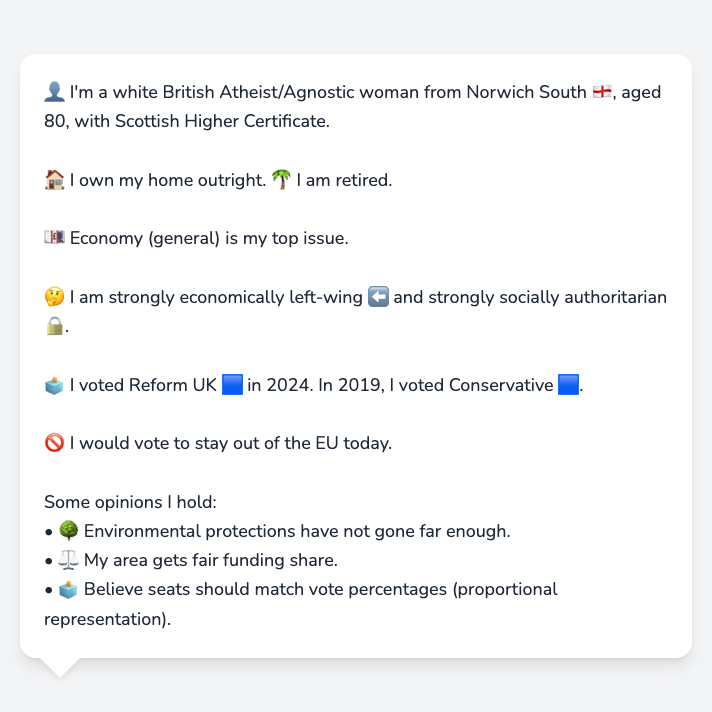 👤 I'm a white British Atheist/Agnostic woman from Norwich South 🏴󠁧󠁢󠁥󠁮󠁧󠁿, aged
80, with Scottish Higher Certificate.
🏠 I own my home outright. 🌴 I am retired.
💷 Economy (general) is my top issue.
🤔 I am strongly economically left-wing ⬅️ and strongly socially authoritarian
🔒.
🗳️ I voted Reform UK 🟦 in 2024. In 2019, I voted Conservative 🟦.
🚫 I would vote to stay out of the EU today.
Some opinions I hold:
• 🌳 Environmental protections have not gone far enough.
• ⚖️ My area gets fair funding share.
• 🗳️ Believe seats should match vote percentages (proportional
representation).